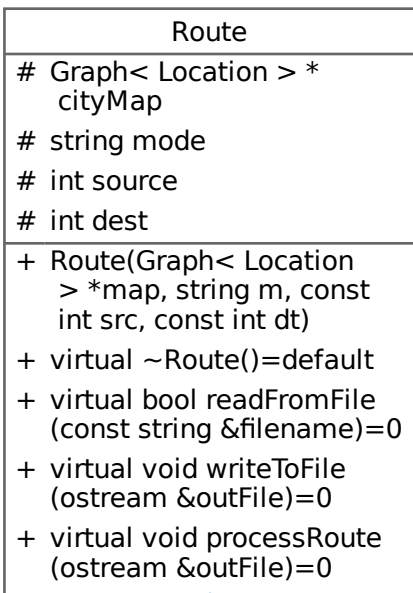 Route
# Graph< Location > *
cityMap
# string mode
# int source
# int dest
+ Route(Graph< Location
> *map, string m, const
int src, const int dt)
+ virtual ~Route()=default
+ virtual bool readFromFile
(const string &filename)=0
+ virtual void writeToFile
(ostream &outFile)=0
+ virtual void processRoute
(ostream &outFile)=0